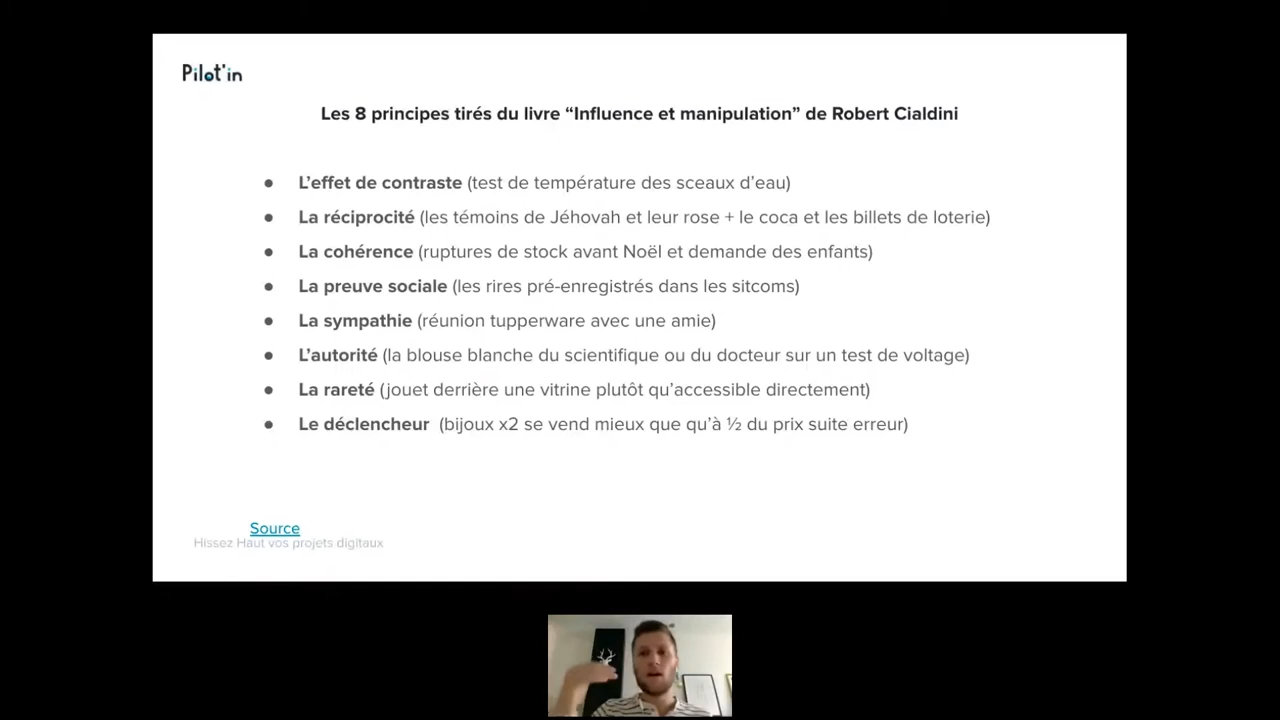 Pilot'in
Les 8 principes tirés du livre “Influence et manipulation” de Robert Cialdini
● L’effet de contraste (test de température des sceaux d’eau)
● La réciprocité (les témoins de Jéhovah et leur rose + le coca et les billets de loterie)
● La cohérence (ruptures de stock avant Noël et demande des enfants)
● La preuve sociale (les rires pré-enregistrés dans les sitcoms)
● La sympathie (réunion tupperware avec une amie)
● L’autorité (la blouse blanche du scientifique ou du docteur sur un test de voltage)
● La rareté (jouet derrière une vitrine plutôt qu’accessible directement)
● Le déclencheur (bijoux x2 se vend mieux que qu’à ½ du prix suite erreur)
Source
Hissez Haut vos projets digitaux